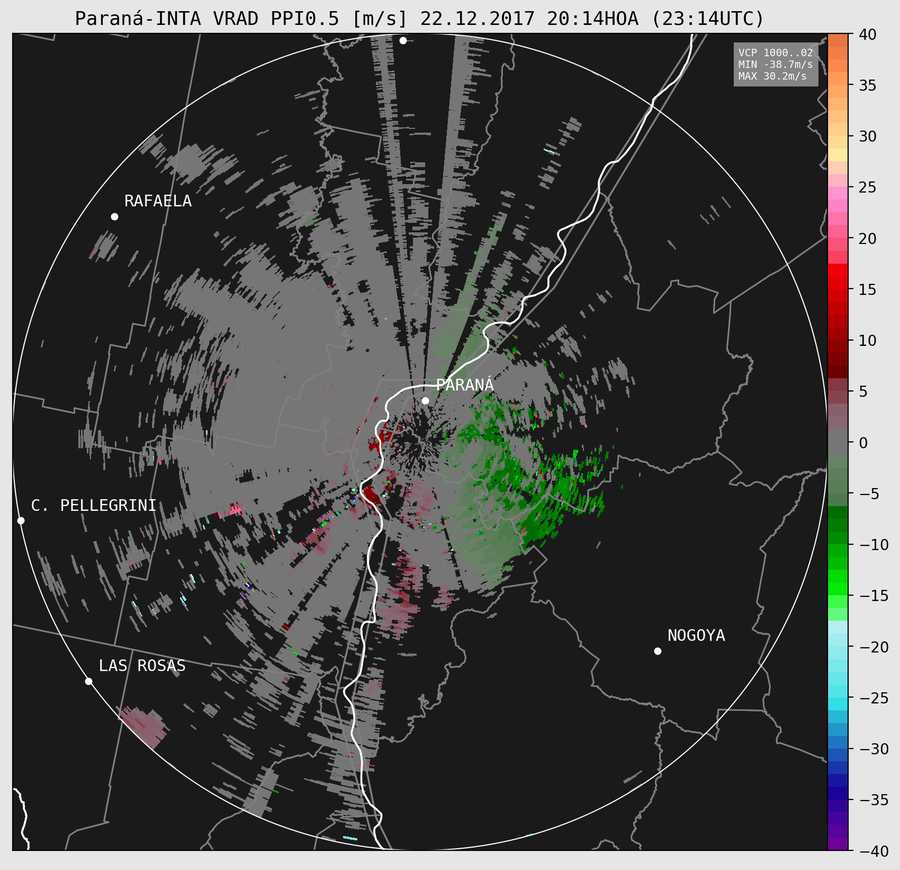 Paraná-INTA VRAD PPI0.5 [m/s] 22.12.2017 20:14HOA (23:14UTC)
VCP 1000..02
MIN -38.7m/s
MAX 30.2m/s
RAFAELA
PARANÁ
C. PELLEGRINI
NOGOYA
LAS ROSAS
40
35
30
25
20
15
10
5
0
−5
−10
−15
−20
−25
−30
−35
−40